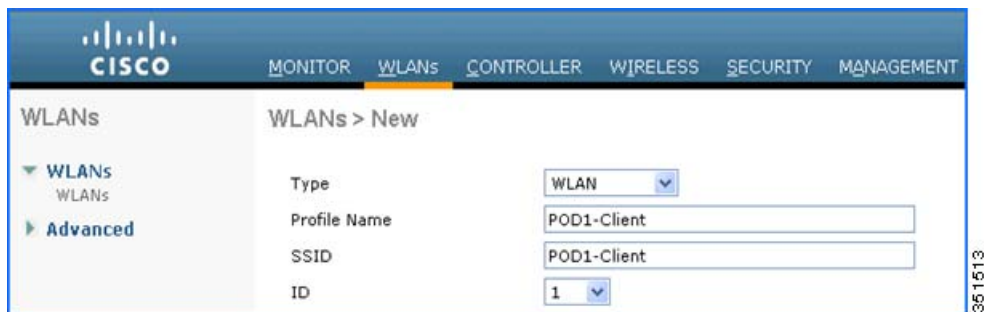 CISCO
MONITOR WLANs CONTROLLER WIRELESS SECURITY MANAGEMENT
WLANs
WLANs
WLANs
Advanced
WLANs > New
Type WLAN
Profile Name POD1-Client
SSID POD1-Client
ID 1
351513